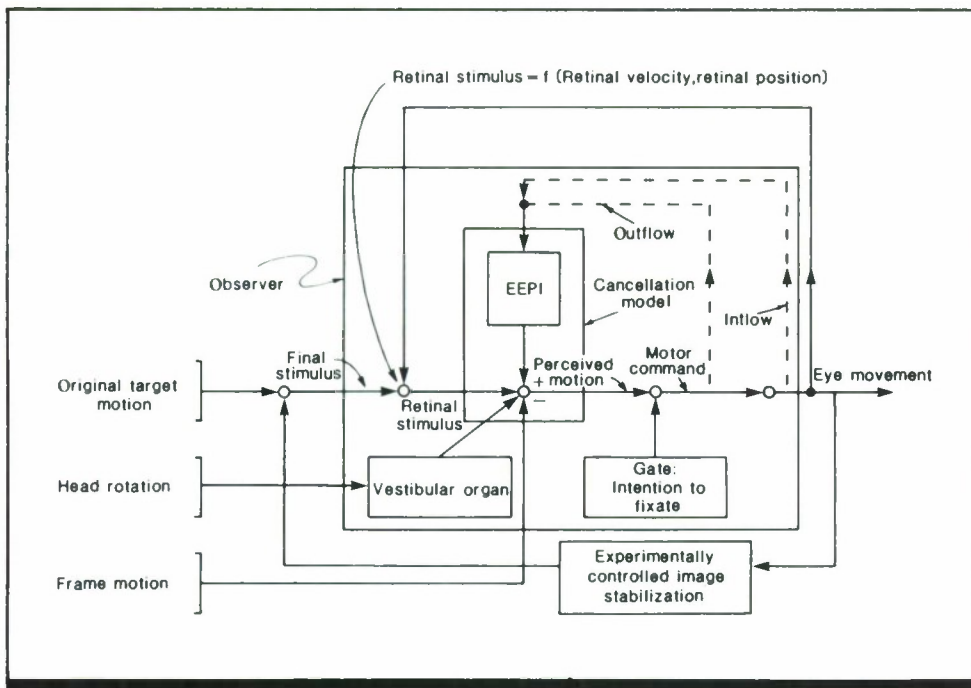 Retinal stimulus = f (Retinal velocity, retinal position)
Outflow
Observer
EEPI
Cancellation
model
Inflow
Final
stimulus
Perceived
+ motion
Motor
command
Eye movement
Original target
motion
Retinal
stimulus
−
Head rotation
Vestibular organ
Gate:
Intention to
fixate
Frame motion
Experimentally
controlled image
stabilization